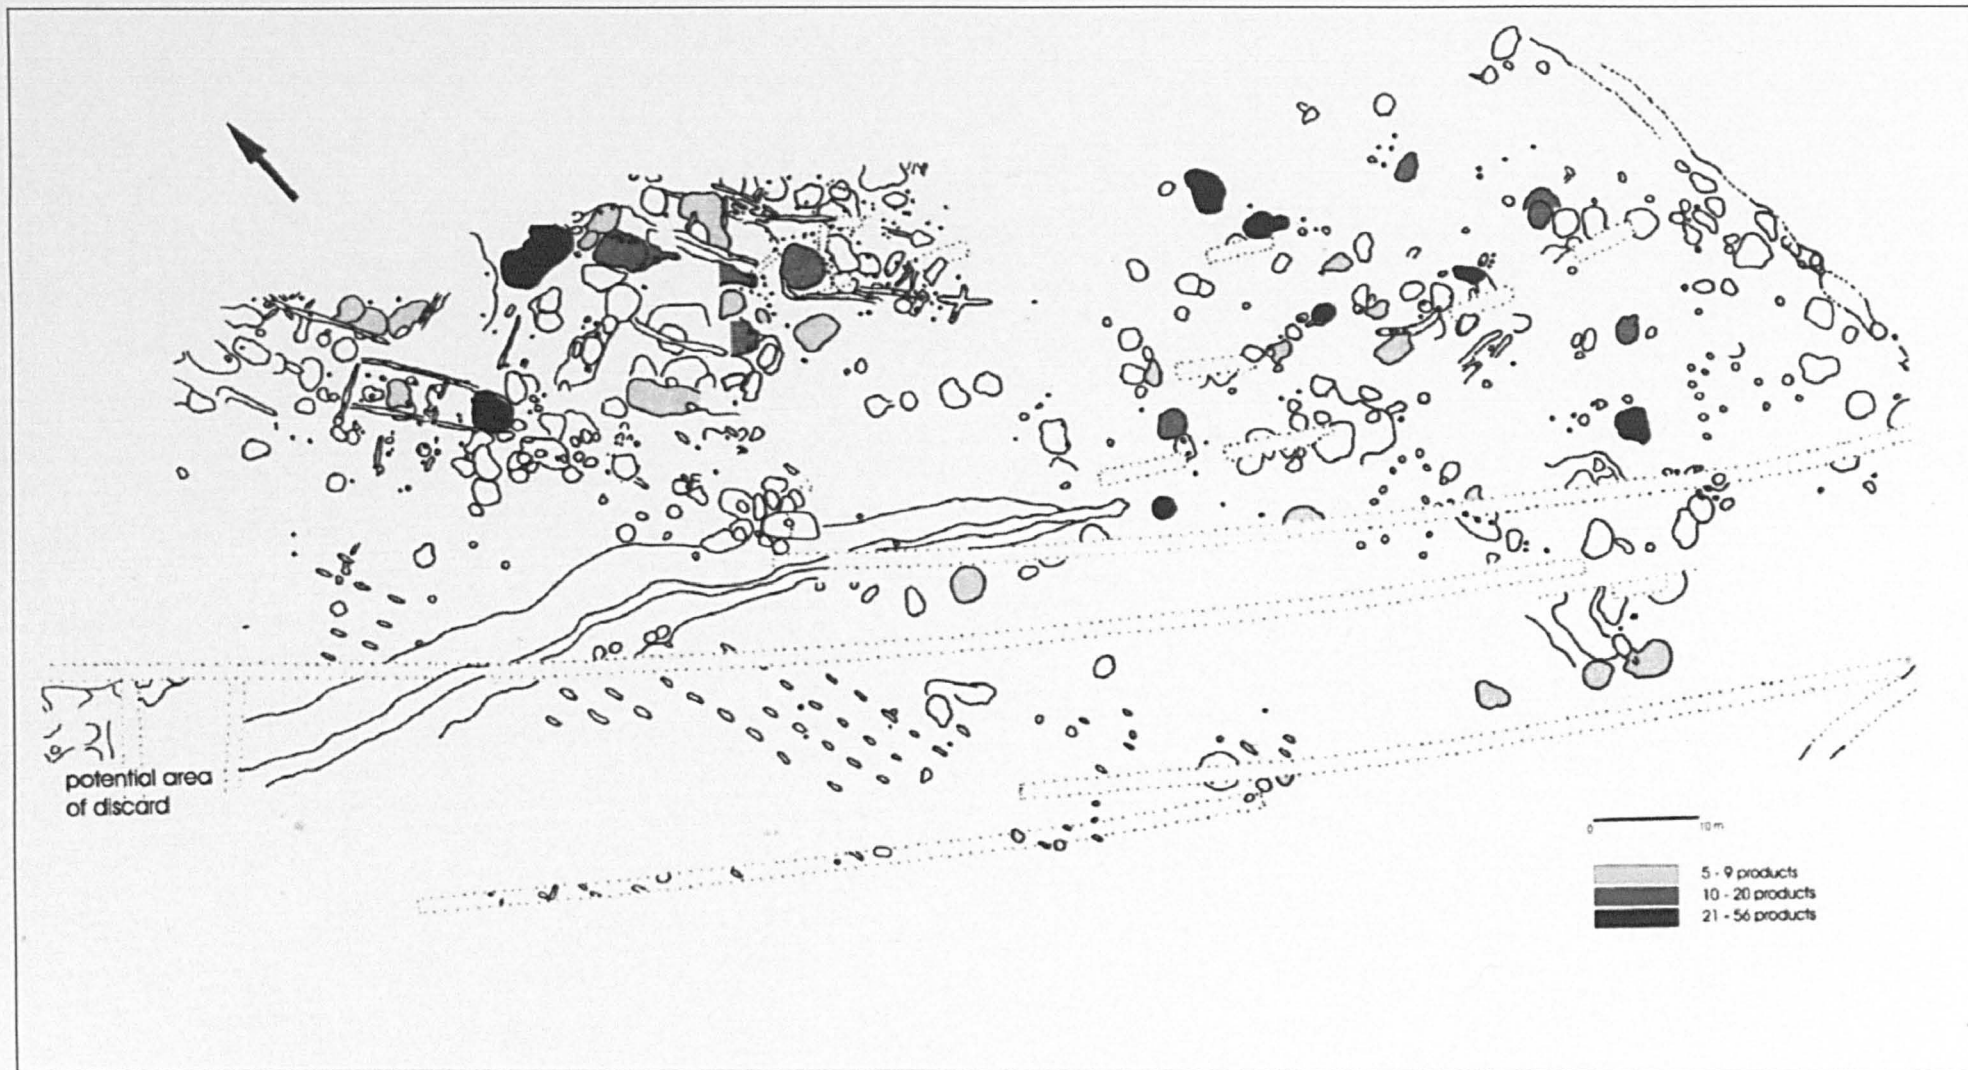 potential area
of discard
0 10 m
5 - 9 products
10 - 20 products
21 - 56 products